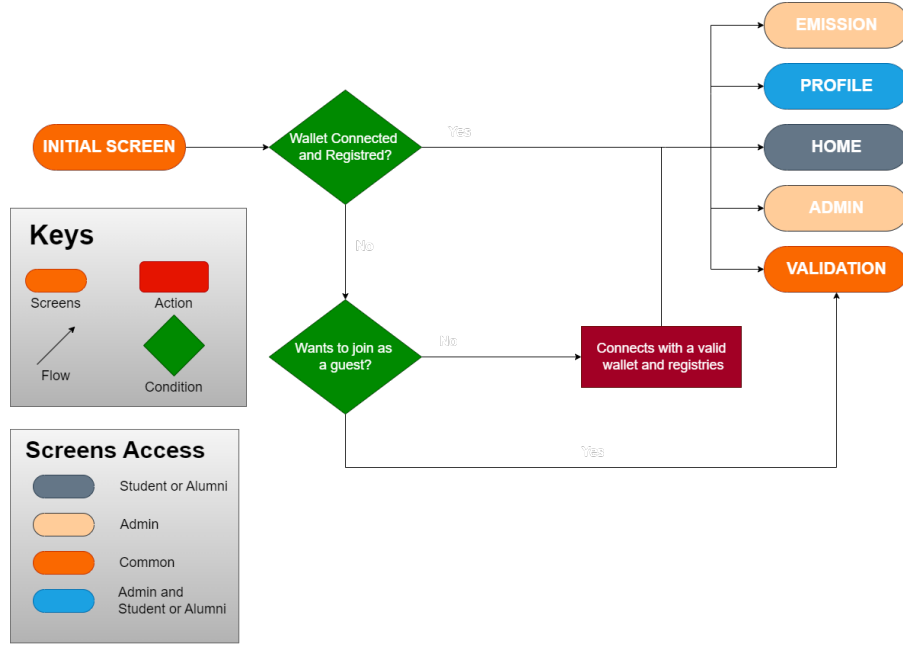 EMISSION
PROFILE
INITIAL SCREEN
Wallet Connected
and Registred?
Yes
HOME
ADMIN
No
VALIDATION
Keys
Screens
Action
Flow
Condition
Wants to join as
a guest?
No
Connects with a valid
wallet and registries
Yes
Screens Access
Student or Alumni
Admin
Common
Admin and
Student or Alumni